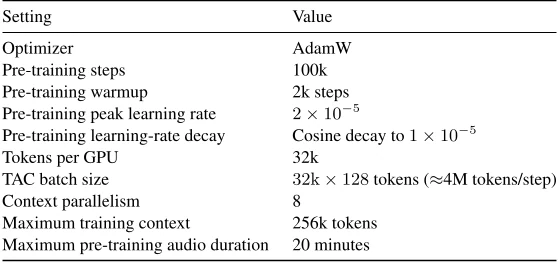 Setting Value
Optimizer AdamW
Pre-training steps 100k
Pre-training warmup 2k steps
Pre-training peak learning rate 2 × 10⁻⁵
Pre-training learning-rate decay Cosine decay to 1 × 10⁻⁵
Tokens per GPU 32k
TAC batch size 32k × 128 tokens (≈4M tokens/step)
Context parallelism 8
Maximum training context 256k tokens
Maximum pre-training audio duration 20 minutes